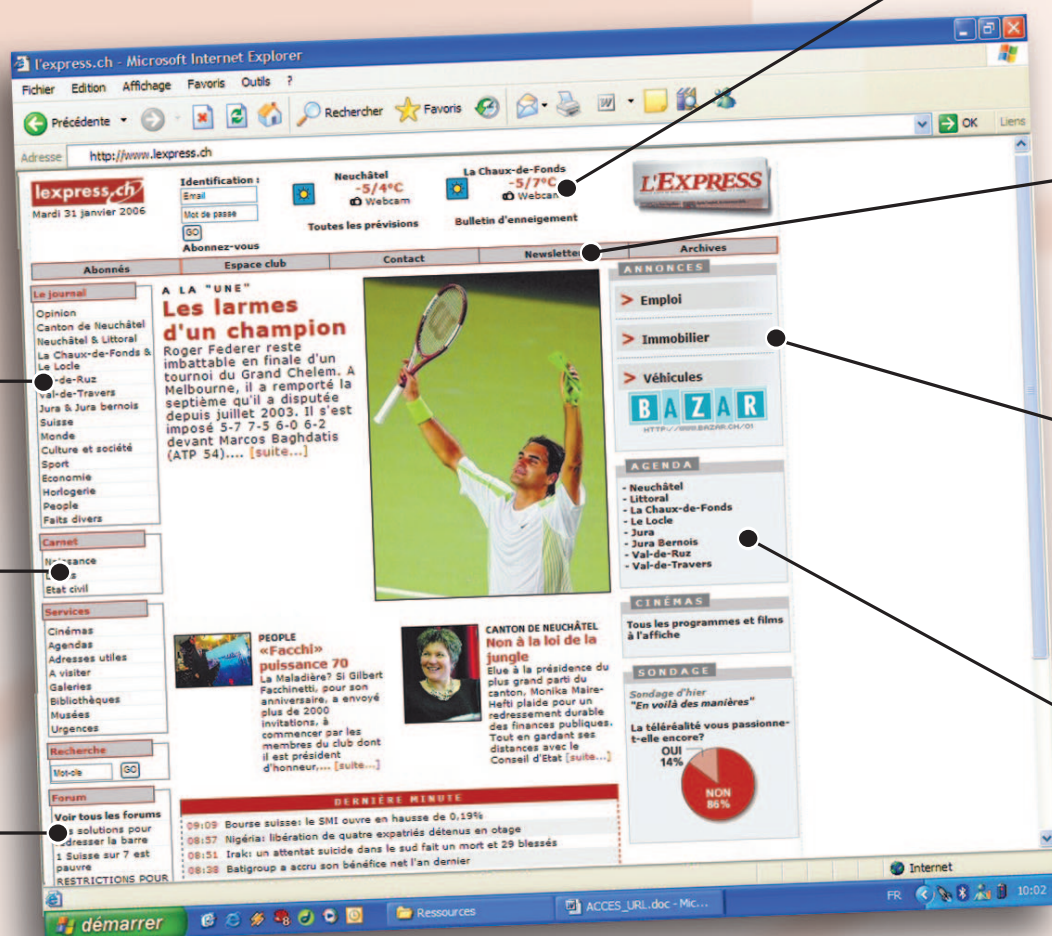 l'express.ch - Microsoft Internet Explorer
Fichier Edition Affichage Favoris Outils ?
Précédente Rechercher Favoris
Adresse http://www.lexpress.ch OK Liens
lexpress.ch
Mardi 31 janvier 2006
Identification :
Email
Mot de passe
GO
Abonnez-vous
Neuchâtel
-5/4°C
Webcam
Toutes les prévisions
La Chaux-de-Fonds
-5/7°C
Webcam
Bulletin d'enneigement
L'EXPRESS
Abonnés Espace club Contact Newsletter Archives
Le journal
Opinion
Canton de Neuchâtel
Neuchâtel & Littoral
La Chaux-de-Fonds &
Le Locle
-de-Ruz
Val-de-Travers
Jura & Jura bernois
Suisse
Monde
Culture et société
Sport
Economie
Horlogerie
People
Faits divers
Carnet
Naissance
Etat civil
Services
Cinémas
Agendas
Adresses utiles
A visiter
Galeries
Bibliothèques
Musées
Urgences
Recherche
Mot-cle GO
Forum
Voir tous les forums
solutions pour
redresser la barre
1 Suisse sur 7 est
pauvre
RESTRICTIONS POUR
A LA "UNE"
Les larmes
d'un champion
Roger Federer reste
imbattable en finale d'un
tournoi du Grand Chelem. A
Melbourne, il a remporté la
septième qu'il a disputée
depuis juillet 2003. Il s'est
imposé 5-7 7-5 6-0 6-2
devant Marcos Baghdatis
(ATP 54).... [suite...]
PEOPLE
«Facchi»
puissance 70
La Maladière? Si Gilbert
Facchinetti, pour son
anniversaire, a envoyé
plus de 2000
invitations, à
commencer par les
membres du club dont
il est président
d'honneur,... [suite...]
CANTON DE NEUCHÂTEL
Non à la loi de la
jungle
Elue à la présidence du
plus grand parti du
canton, Monika Maire-
Hefti plaide pour un
redressement durable
des finances publiques.
Tout en gardant ses
distances avec le
Conseil d'Etat [suite...]
DERNIÈRE MINUTE
09:09 Bourse suisse: le SMI ouvre en hausse de 0,19%
08:57 Nigéria: libération de quatre expatriés détenus en otage
08:51 Irak: un attentat suicide dans le sud fait un mort et 29 blessés
08:38 Batigroup a accru son bénéfice net l'an dernier
ANNONCES
> Emploi
> Immobilier
> Véhicules
BAZAR
HTTP://WWW.BAZAR.CH/01
AGENDA
- Neuchâtel
- Littoral
- La Chaux-de-Fonds
- Le Locle
- Jura
- Jura Bernois
- Val-de-Ruz
- Val-de-Travers
CINÉMAS
Tous les programmes et films
à l'affiche
SONDAGE
Sondage d'hier
"En voilà des manières"
La téléréalité vous passionne-
t-elle encore?
OUI
14%
NON
86%
Internet
démarrer Ressources ACCES_URL.doc - Mic... FR 10:02